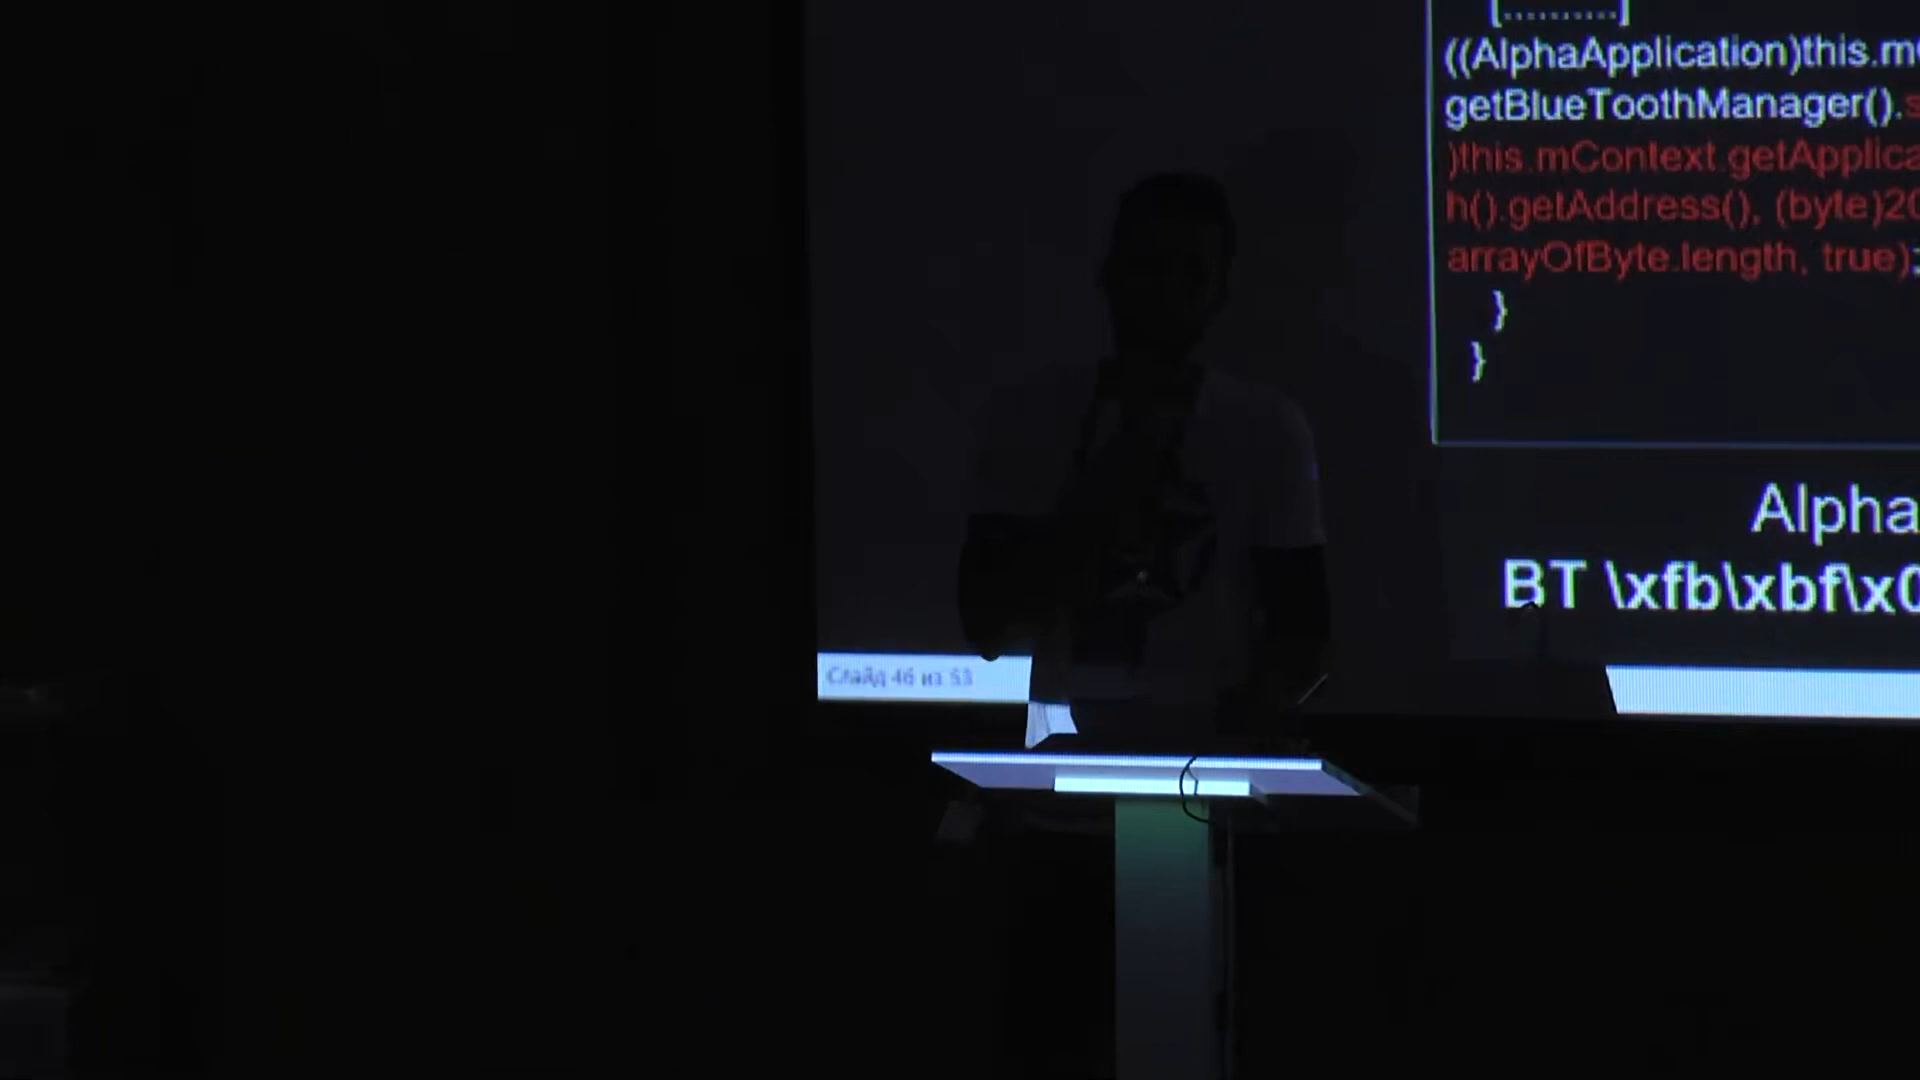 [..........]
((AlphaApplication)this.m
getBlueToothManager().s
)this.mContext.getApplica
h().getAddress(), (byte)20
arrayOfByte.length, true);
}
}
Alpha
BT \xfb\xbf\x0
Слайд 46 из 53